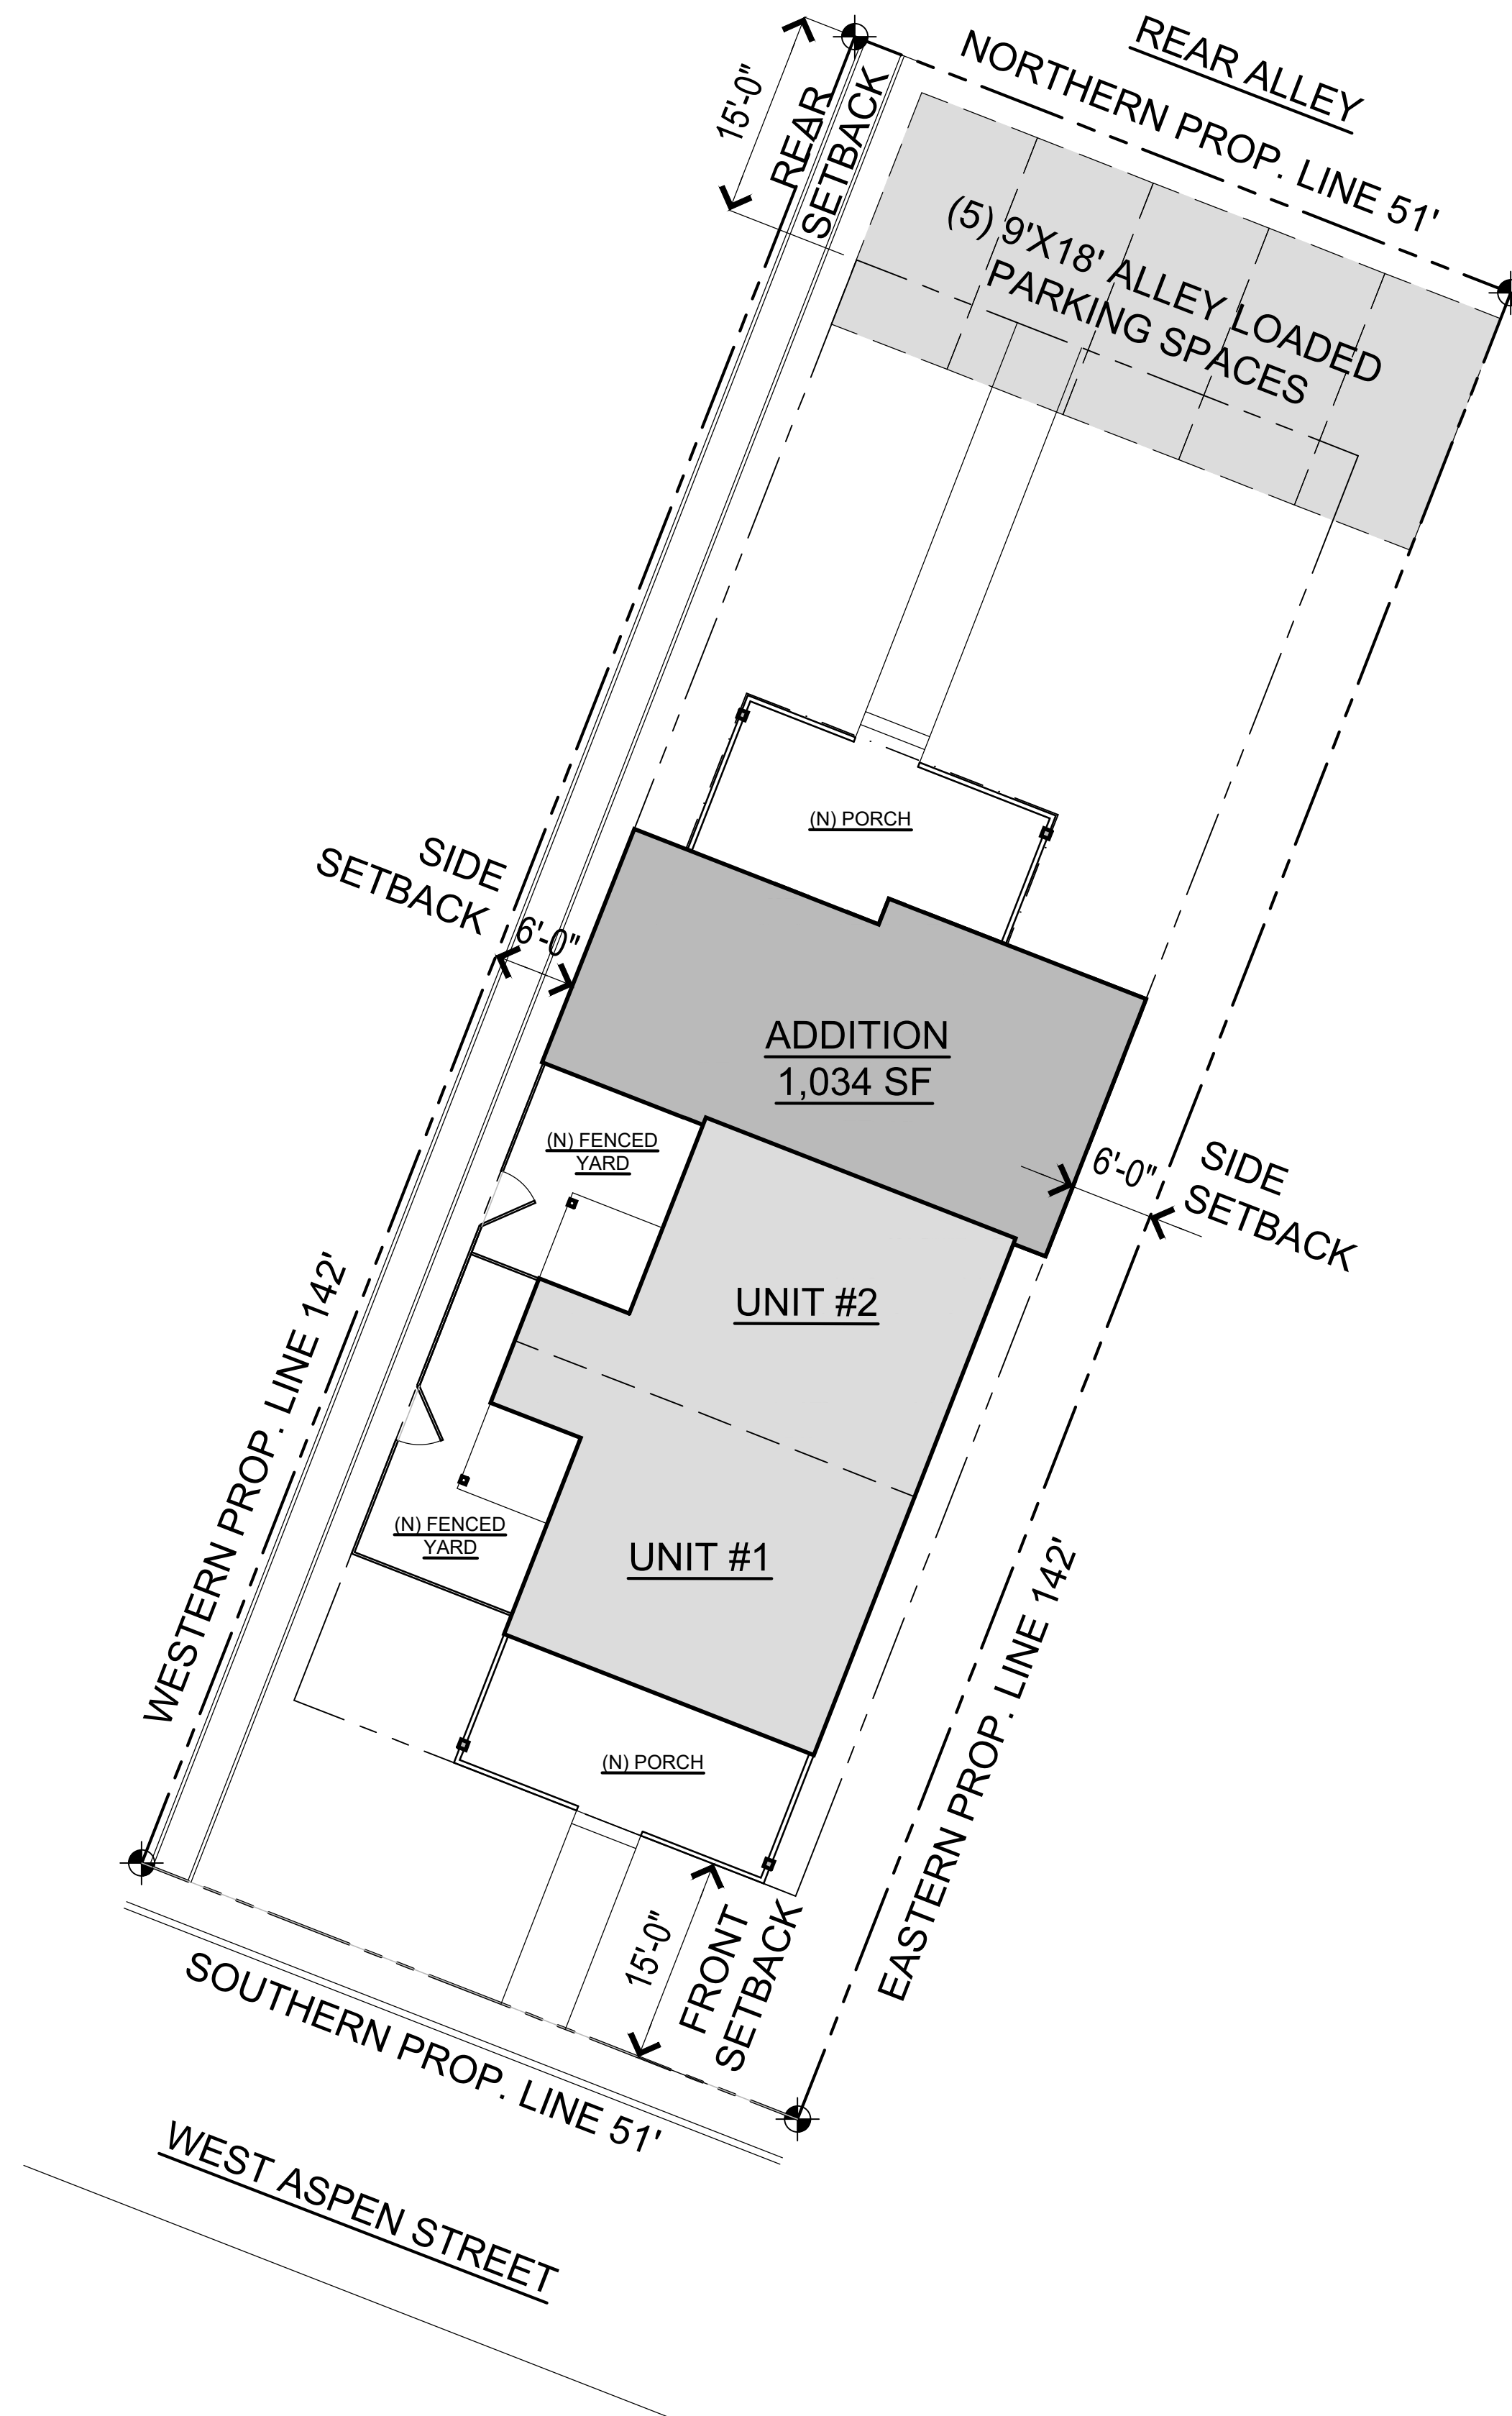 REAR ALLEY
NORTHERN PROP. LINE 51'
15'-0"
REAR
SETBACK
(5) 9'X18' ALLEY LOADED
PARKING SPACES
(N) PORCH
SIDE
SETBACK
6'-0"
ADDITION
1,034 SF
(N) FENCED
YARD
6'-0"
SIDE
SETBACK
UNIT #2
WESTERN PROP. LINE 142'
(N) FENCED
YARD
UNIT #1
EASTERN PROP. LINE 142'
(N) PORCH
15'-0"
FRONT
SETBACK
SOUTHERN PROP. LINE 51'
WEST ASPEN STREET